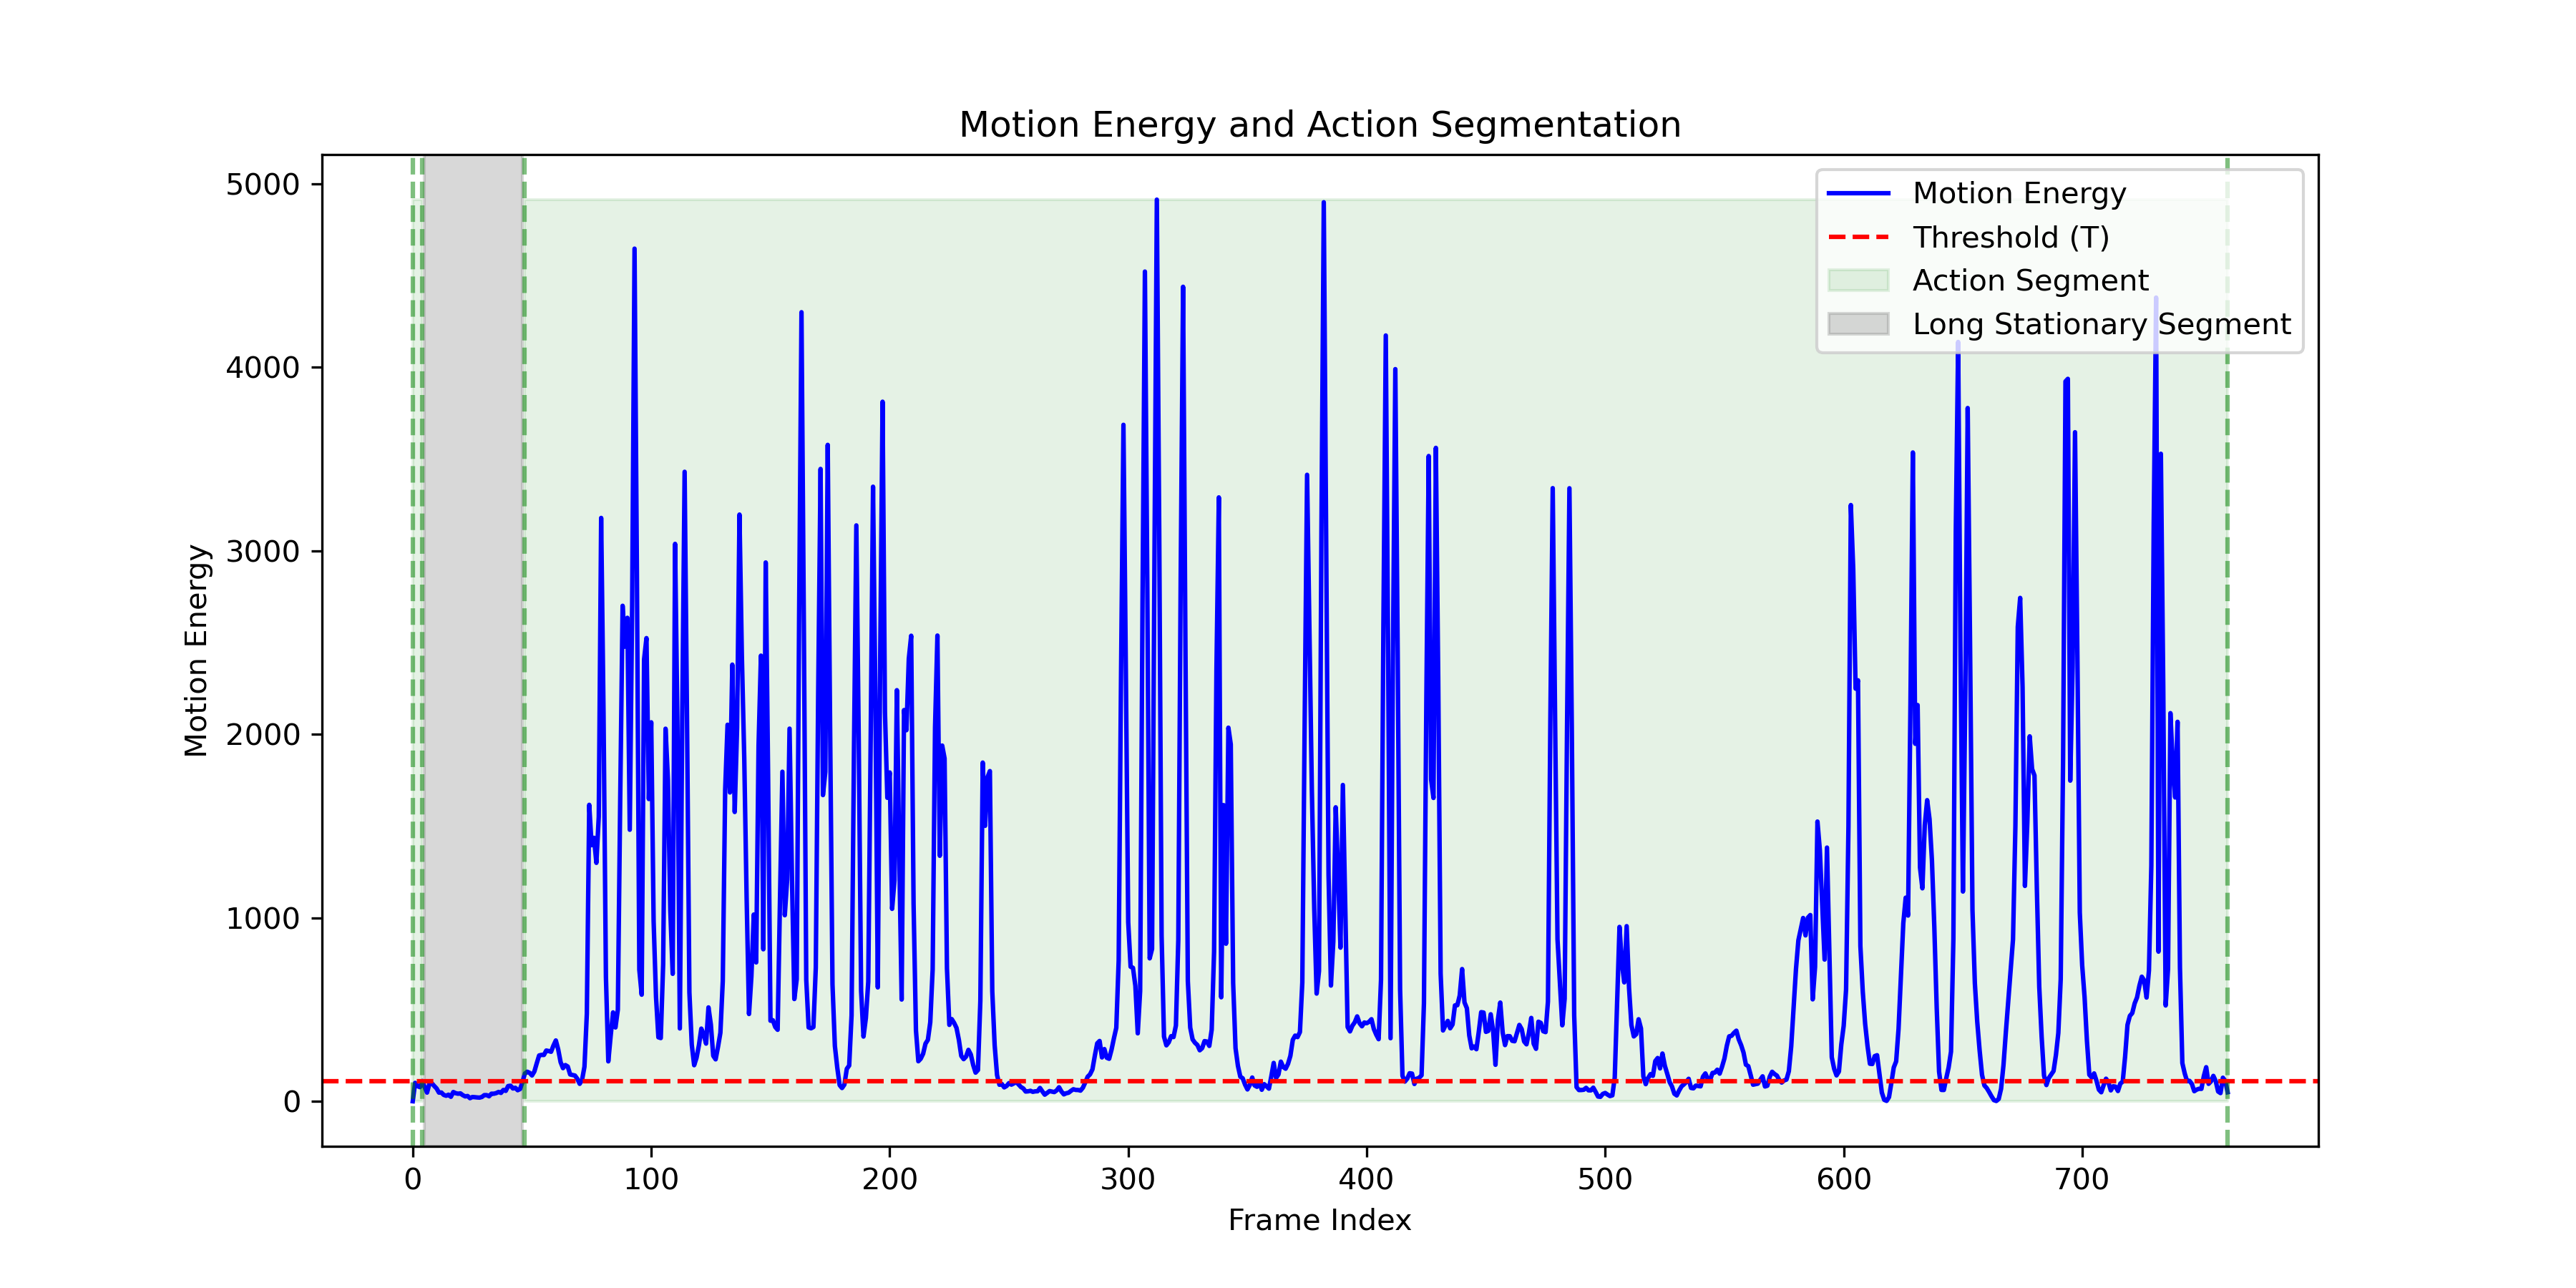 Motion Energy and Action Segmentation
Motion Energy
5000
4000
3000
2000
1000
0
Motion Energy
Threshold (T)
Action Segment
Long Stationary Segment
0 100 200 300 400 500 600 700
Frame Index